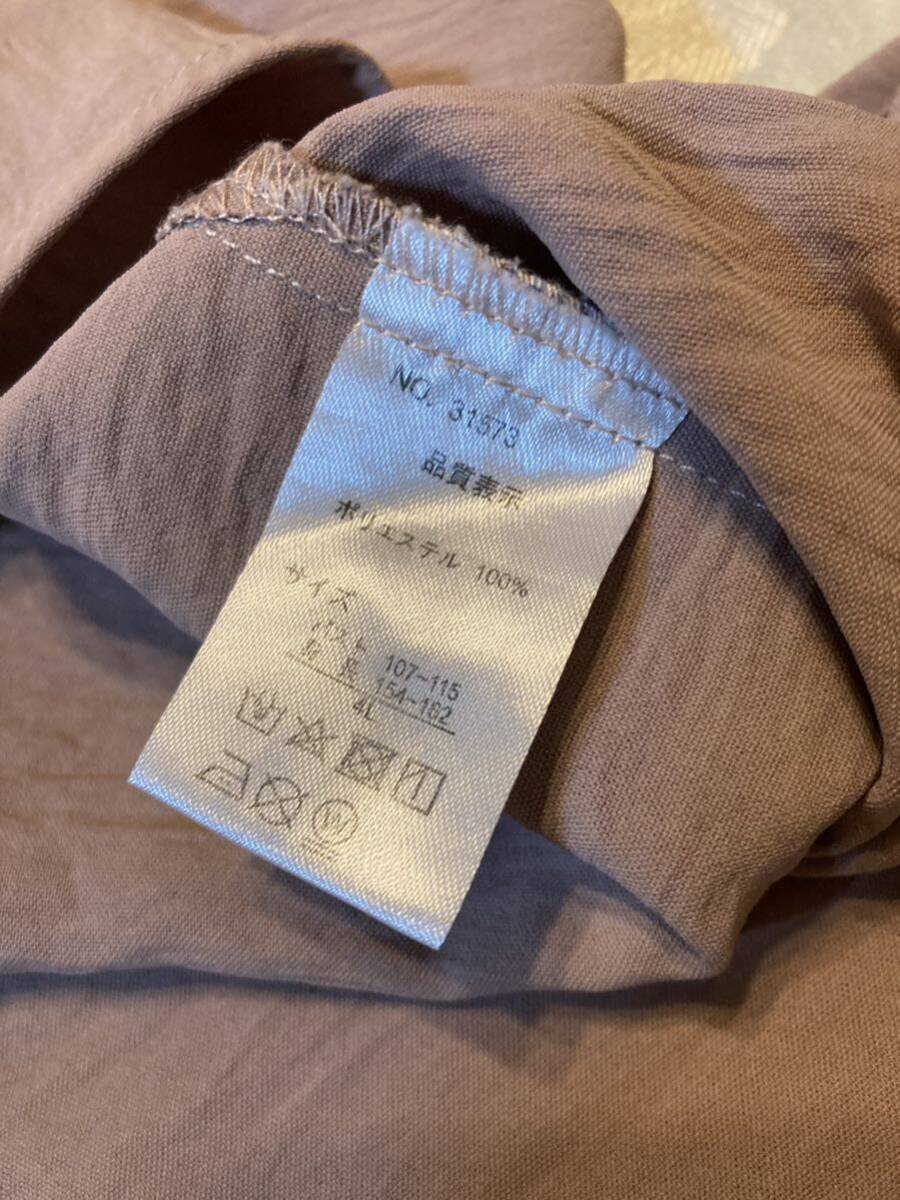 NO. 31573
品質表示
ポリエステル 100%
サイズ
バスト 107~115
身 長 154~162
4L
W